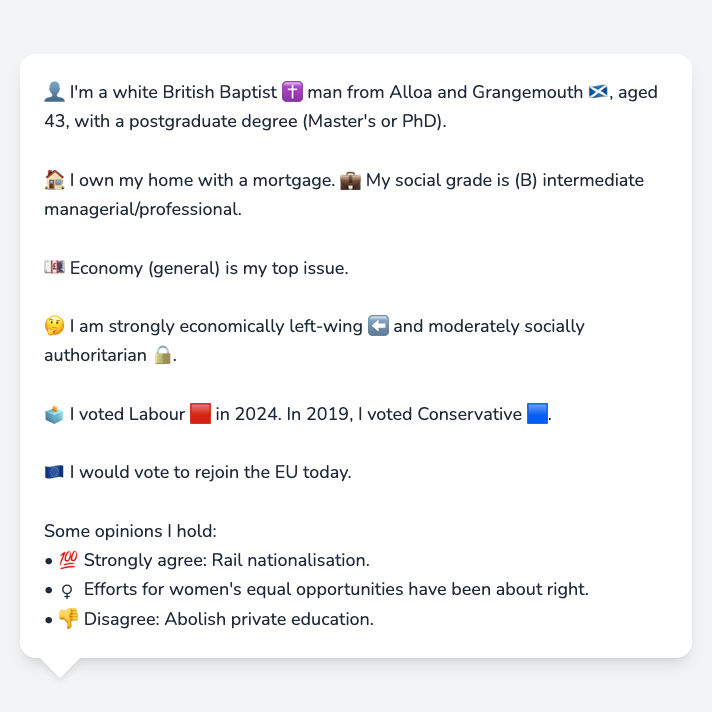 👤 I'm a white British Baptist ✝️ man from Alloa and Grangemouth 🏴󠁧󠁢󠁳󠁣󠁴󠁿, aged
43, with a postgraduate degree (Master's or PhD).
🏠 I own my home with a mortgage. 💼 My social grade is (B) intermediate
managerial/professional.
💷 Economy (general) is my top issue.
🤔 I am strongly economically left-wing ⬅️ and moderately socially
authoritarian 🔒.
🗳️ I voted Labour 🟥 in 2024. In 2019, I voted Conservative 🟦.
🇪🇺 I would vote to rejoin the EU today.
Some opinions I hold:
• 💯 Strongly agree: Rail nationalisation.
• ♀ Efforts for women's equal opportunities have been about right.
• 👎 Disagree: Abolish private education.